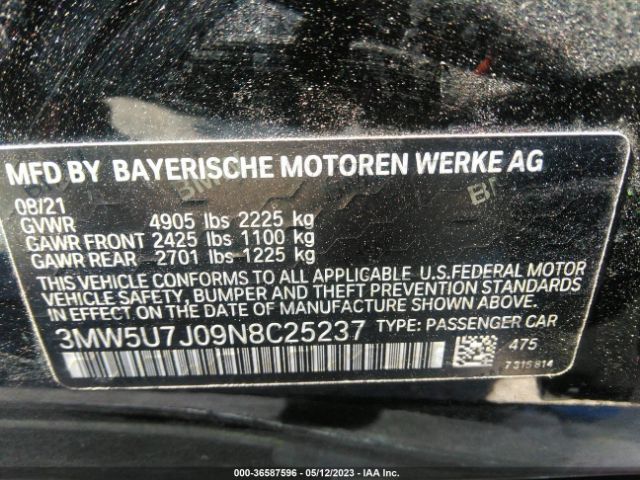 MFD BY BAYERISCHE MOTOREN WERKE AG
08/21
GVWR 4905 lbs 2225 kg
GAWR FRONT 2425 lbs 1100 kg
GAWR REAR 2701 lbs 1225 kg
THIS VEHICLE CONFORMS TO ALL APPLICABLE U.S.FEDERAL MOTOR
VEHICLE SAFETY, BUMPER, AND THEFT PREVENTION STANDARDS
IN EFFECT ON THE DATE OF MANUFACTURE SHOWN ABOVE.
3MW5U7J09N8C25237 TYPE: PASSENGER CAR
475
7315814
000-36587596 - 05/12/2023 - IAA Inc.